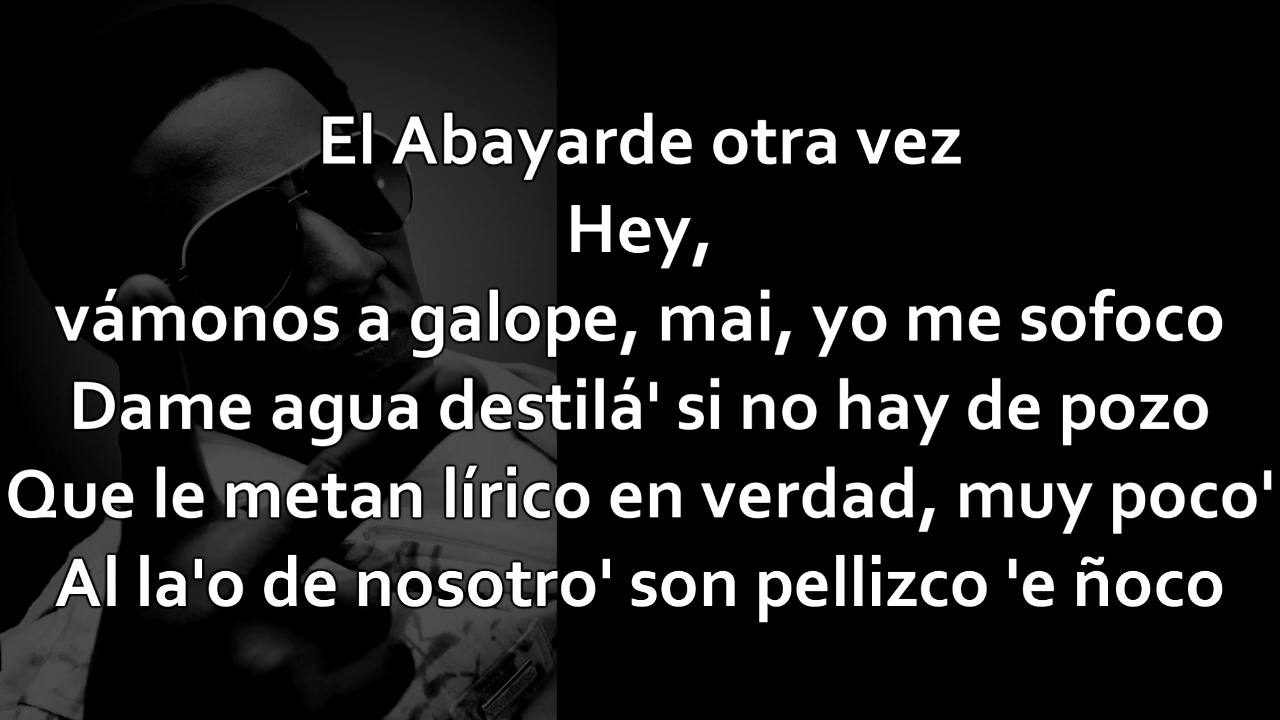 El Abayarde otra vez
Hey,
vámonos a galope, mai, yo me sofoco
Dame agua destilá' si no hay de pozo
Que le metan lírico en verdad, muy poco'
Al la'o de nosotro' son pellizco 'e ñoco